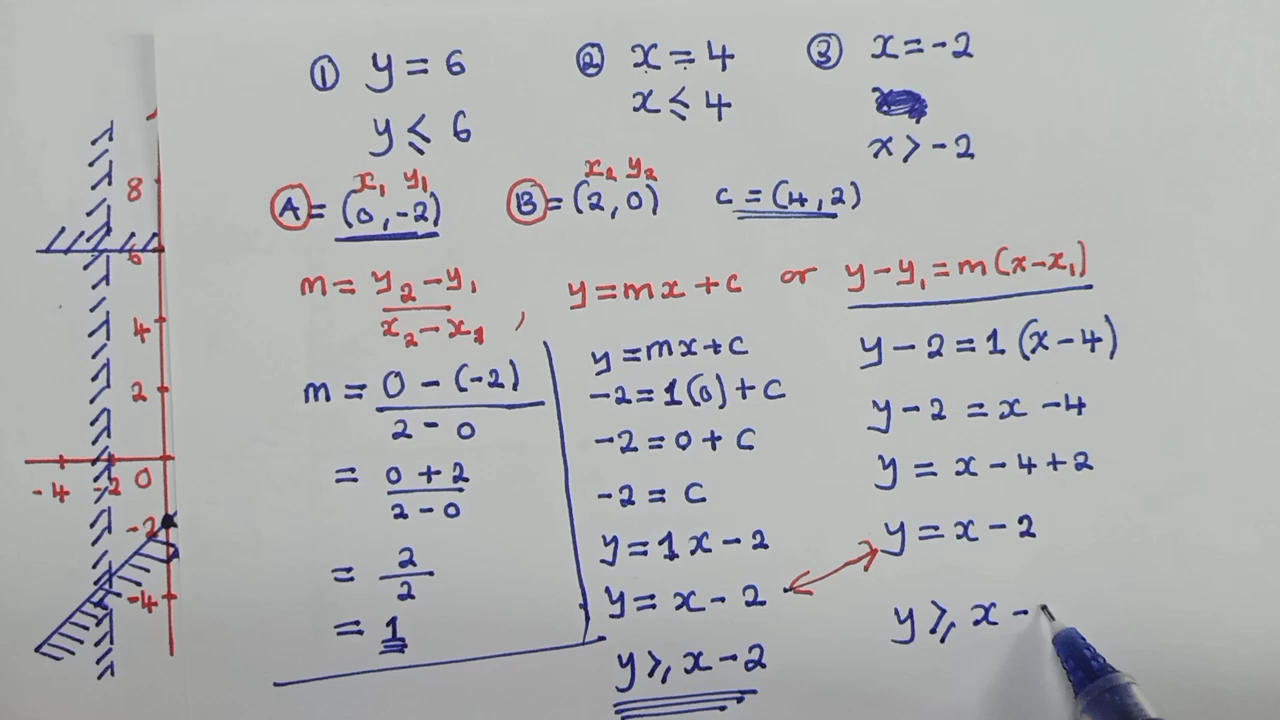 ① y = 6
y ≤ 6
② x = 4
x ≤ 4
③ x = -2
x > -2
x₁ y₁
Ⓐ = (0, -2)
x₂ y₂
Ⓑ = (2, 0)
C = (4, 2)
m = y₂ - y₁ / x₂ - x₁ ,
y = mx + c or y - y₁ = m(x - x₁)
m = 0 - (-2) / 2 - 0
= 0 + 2 / 2 - 0
= 2 / 2
= 1
y = mx + c
-2 = 1(0) + c
-2 = 0 + c
-2 = c
y = 1x - 2
y = x - 2
y ≥ x - 2
y - 2 = 1(x - 4)
y - 2 = x - 4
y = x - 4 + 2
y = x - 2
y ≥ x -
8
6
4
2
-4 -2 0
-2
-4